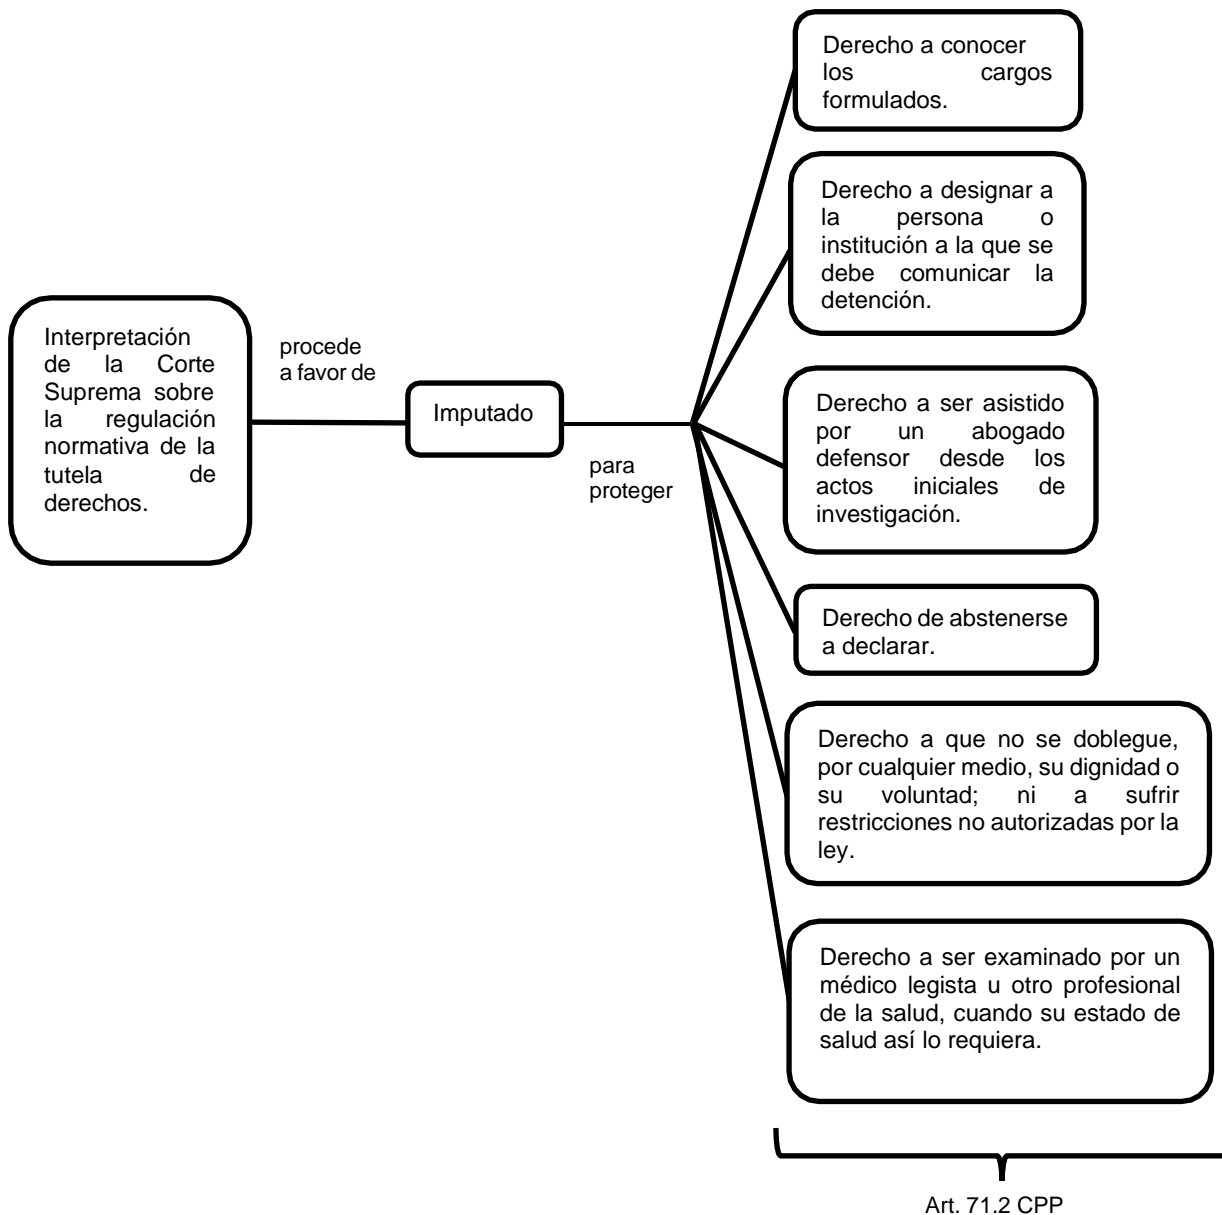 Interpretación
de la Corte
Suprema sobre
la regulación
normativa de la
tutela de
derechos.
procede
a favor de
Imputado
para
proteger
Derecho a conocer
los cargos
formulados.
Derecho a designar a
la persona o
institución a la que se
debe comunicar la
detención.
Derecho a ser asistido
por un abogado
defensor desde los
actos iniciales de
investigación.
Derecho de abstenerse
a declarar.
Derecho a que no se doblegue,
por cualquier medio, su dignidad o
su voluntad; ni a sufrir
restricciones no autorizadas por la
ley.
Derecho a ser examinado por un
médico legista u otro profesional
de la salud, cuando su estado de
salud así lo requiera.
Art. 71.2 CPP